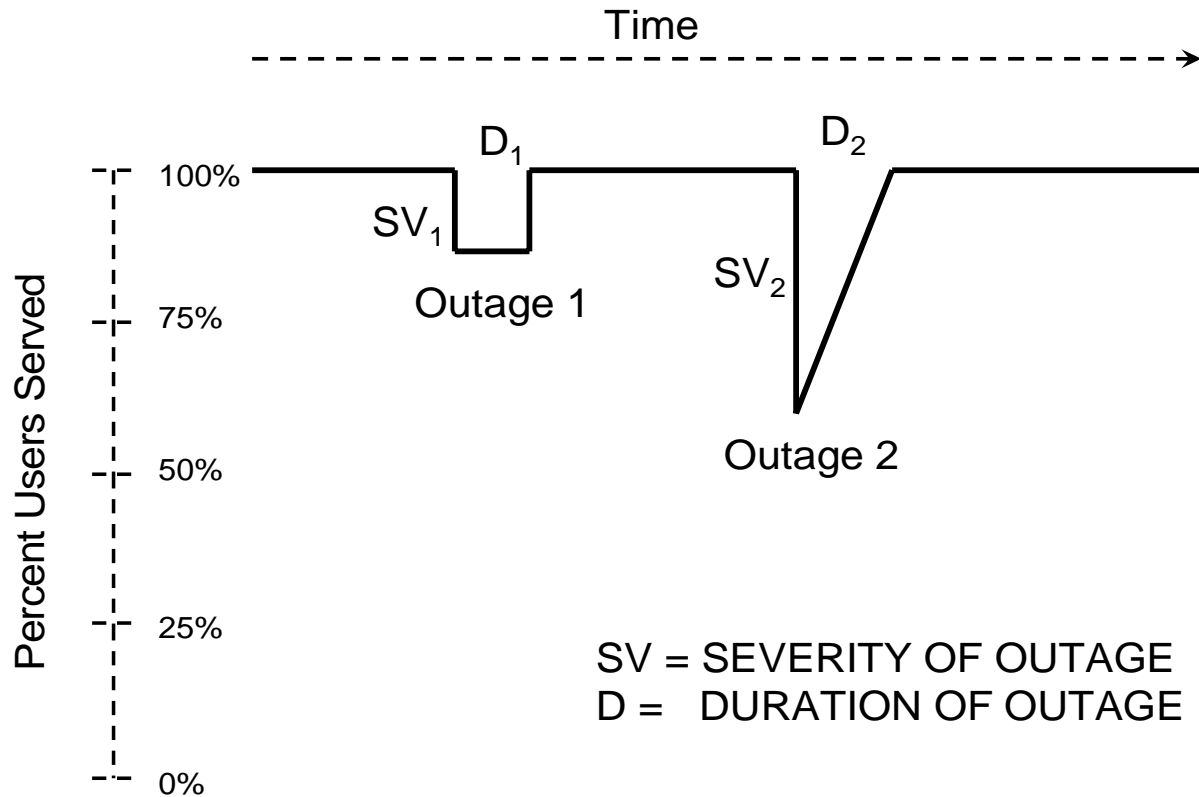 Time
D₁
D₂
100%
SV₁
SV₂
Outage 1
75%
Outage 2
50%
25%
0%
Percent Users Served
SV = SEVERITY OF OUTAGE
D = DURATION OF OUTAGE